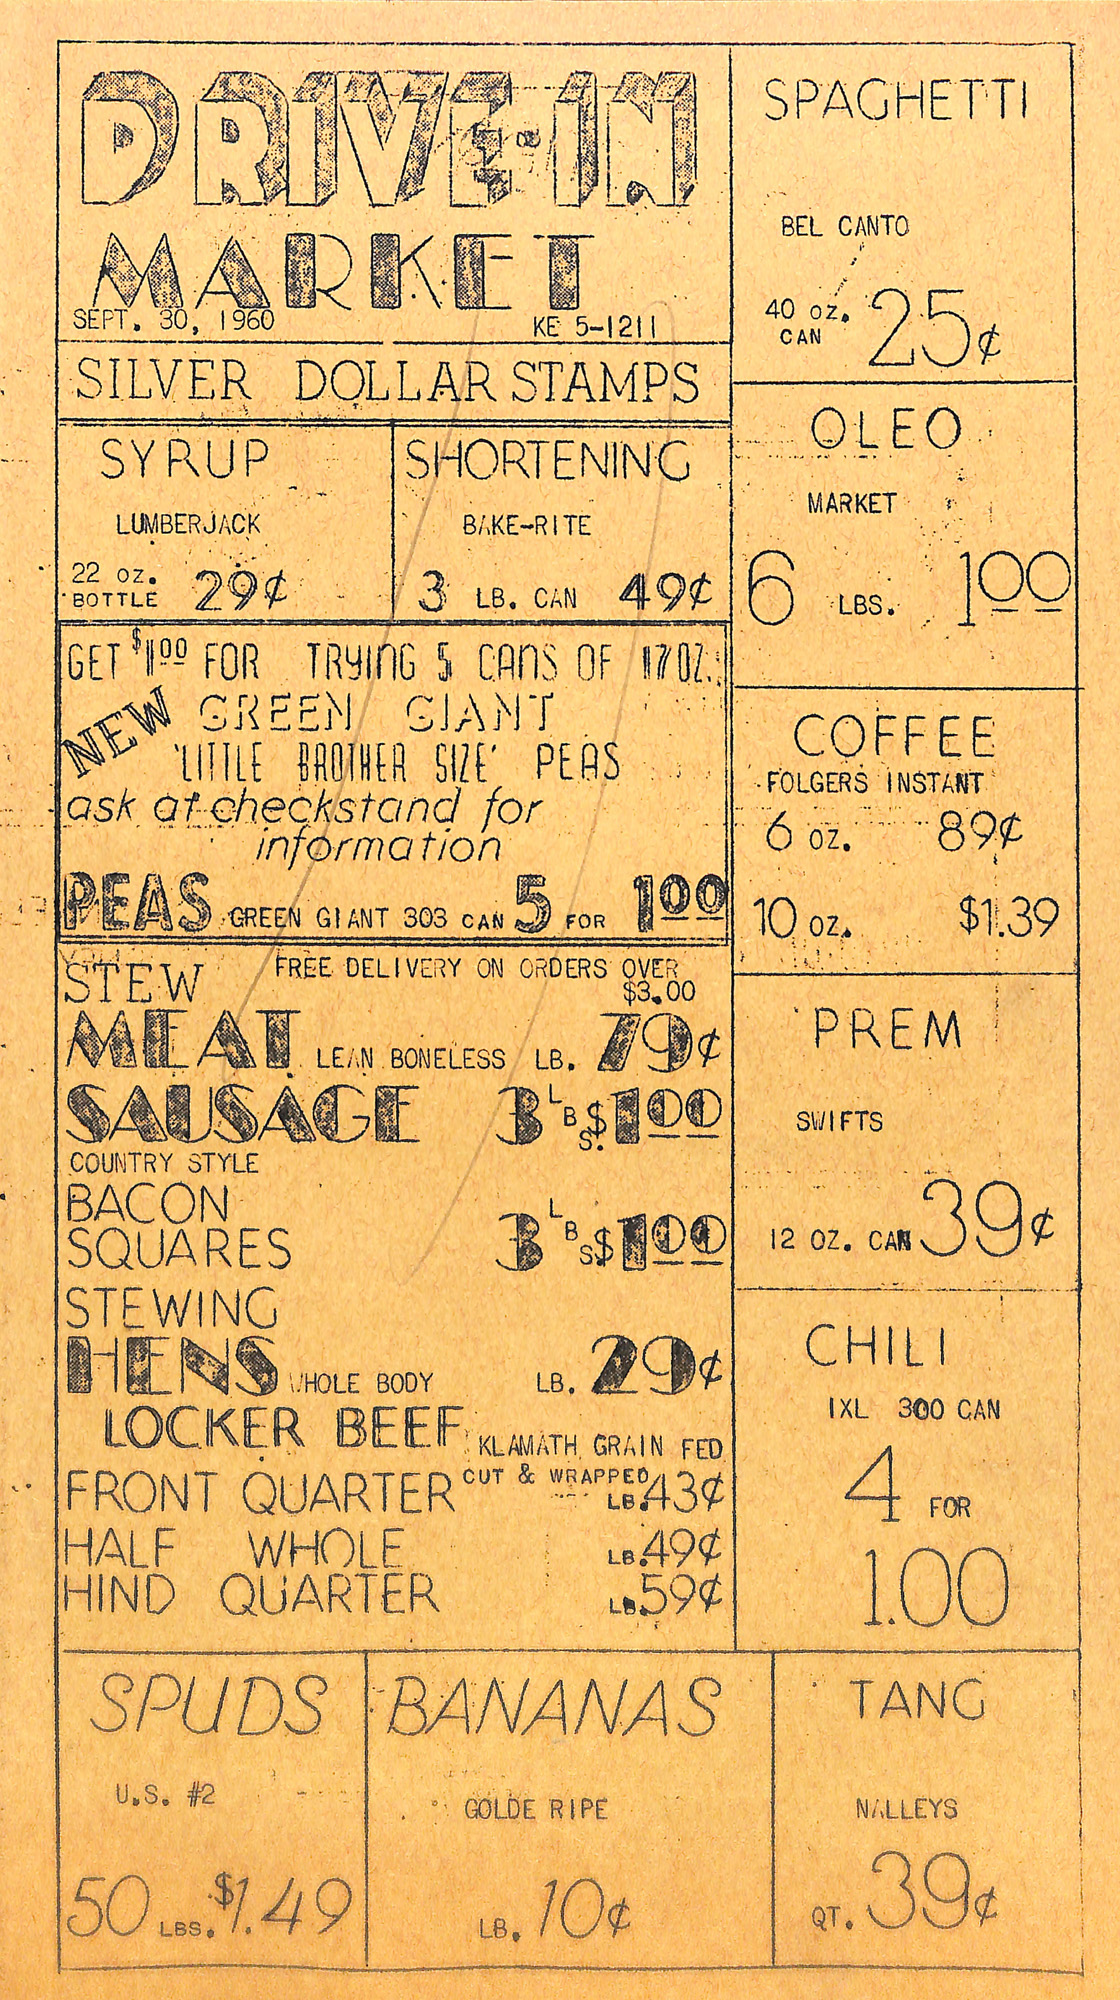 DRIVE-IN
MARKET
SEPT. 30, 1960 KE 5-1211
SILVER DOLLAR STAMPS
SYRUP
LUMBERJACK
22 OZ.
BOTTLE 29¢
SHORTENING
BAKE-RITE
3 LB. CAN 49¢
GET $1.00 FOR TRYING 5 CANS OF 17 OZ.
NEW GREEN GIANT
'LITTLE BROTHER SIZE' PEAS
ask at checkstand for
information
PEAS GREEN GIANT 303 CAN 5 FOR 1.00
STEW FREE DELIVERY ON ORDERS OVER
$3.00
MEAT LEAN BONELESS LB. 79¢
SAUSAGE 3 LBS. $1.00
COUNTRY STYLE
BACON
SQUARES 3 LBS $1.00
STEWING
HENS WHOLE BODY LB. 29¢
LOCKER BEEF KLAMATH GRAIN FED
CUT & WRAPPED
FRONT QUARTER LB. 43¢
HALF WHOLE LB. 49¢
HIND QUARTER LB. 59¢
SPAGHETTI
BEL CANTO
40 OZ.
CAN 25¢
OLEO
MARKET
6 LBS. 1.00
COFFEE
FOLGERS INSTANT
6 OZ. 89¢
10 OZ. $1.39
PREM
SWIFTS
12 OZ. CAN 39¢
CHILI
IXL 300 CAN
4 FOR
1.00
SPUDS
U.S. #2
50 LBS. $1.49
BANANAS
GOLDE RIPE
LB. 10¢
TANG
NALLEYS
QT. 39¢